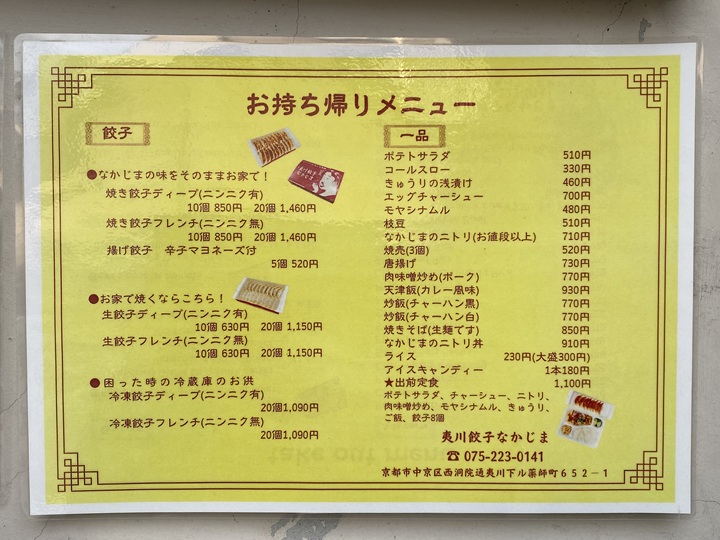 お持ち帰りメニュー
餃子
●なかじまの味をそのままお家で!
焼き餃子ディープ(ニンニク有)
10個 850円 20個 1,460円
焼き餃子フレンチ(ニンニク無)
10個 850円 20個 1,460円
揚げ餃子 辛子マヨネーズ付
5個 520円
●お家で焼くならこちら!
生餃子ディープ(ニンニク有)
10個 630円 20個 1,150円
生餃子フレンチ(ニンニク無)
10個 630円 20個 1,150円
●困った時の冷蔵庫のお洪
冷凍餃子ディープ(ニンニク有)
20個1,090円
冷凍餃子フレンチ(ニンニク無)
20個1,090円
一品
ポテトサラダ 510円
コールスロー 330円
きゅうりの浅漬け 460円
エッグチャーシュー 700円
モヤシナムル 480円
枝豆 510円
なかじまのニトリ(お値段以上) 710円
焼売(3個) 520円
唐揚げ 730円
肉味噌炒め(ポーク) 770円
天津飯(カレー風味) 930円
炒飯(チャーハン黒) 770円
炒飯(チャーハン白) 770円
焼きそば(生麺です) 850円
なかじまのニトリ丼 910円
ライス 230円(大盛300円)
アイスキャンディー 1本180円
★出前定食 1,100円
ポテトサラダ、チャーシュー、ニトリ、
肉味噌炒め、モヤシナムル、きゅうり、
ご飯、餃子8個
夷川餃子なかじま
☎ 075-223-0141
京都市中京区西洞院通夷川下ル薬師町652-1